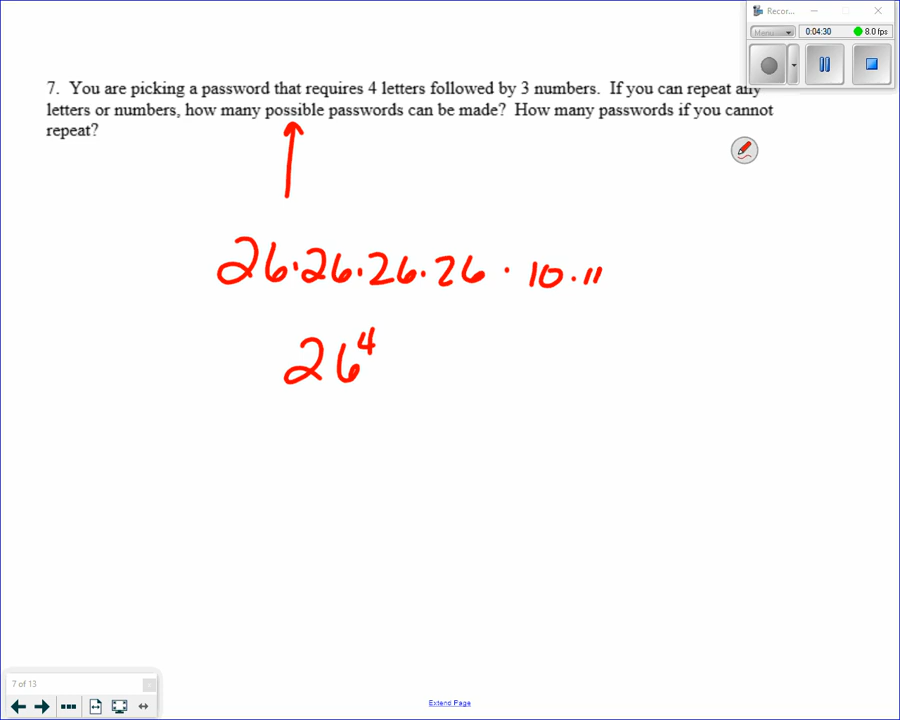 Recor...
Menu
0:04:30
8.0 fps
7. You are picking a password that requires 4 letters followed by 3 numbers. If you can repeat any
letters or numbers, how many possible passwords can be made? How many passwords if you cannot
repeat?
26·26·26·26 · 10·11
26⁴
7 of 13
Extend Page